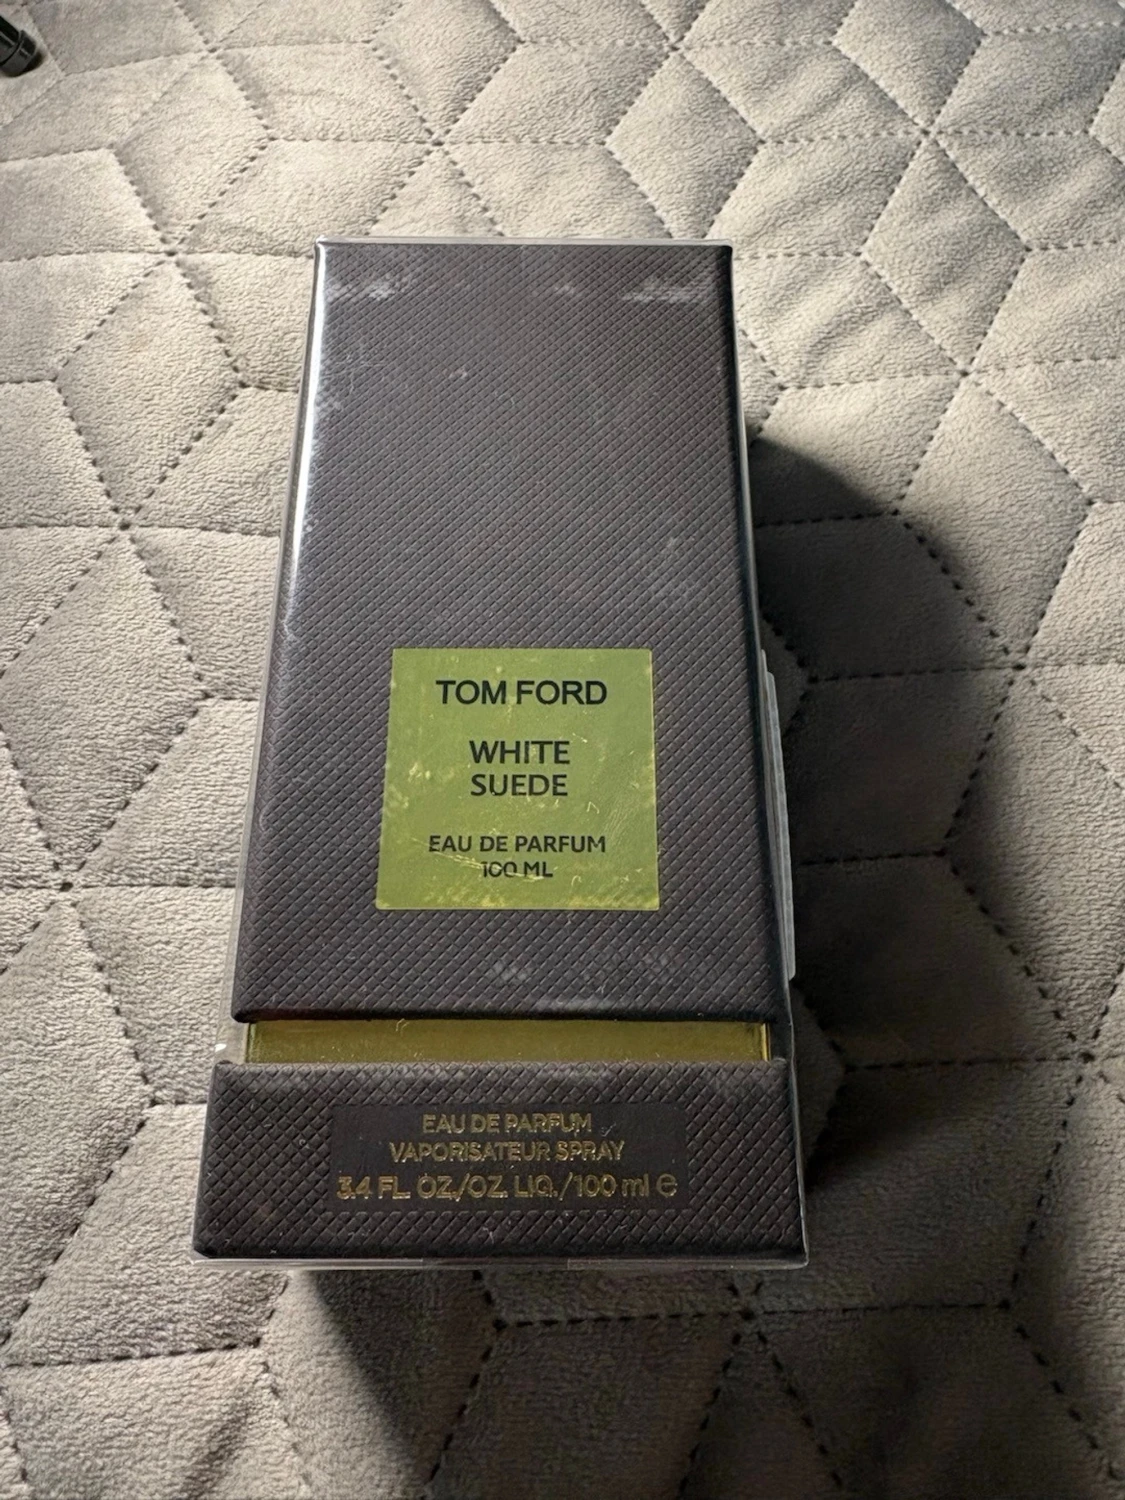 TOM FORD
WHITE
SUEDE
EAU DE PARFUM
100 ML
EAU DE PARFUM
VAPORISATEUR SPRAY
3.4 FL. OZ./OZ. LIQ./100 ml ℮